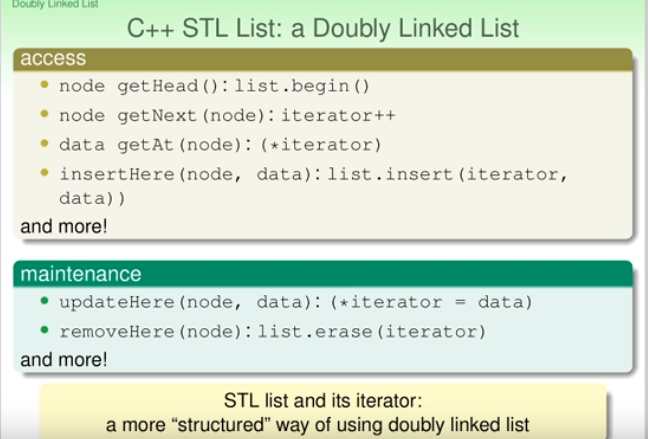 Doubly Linked List
C++ STL List: a Doubly Linked List
access
• node getHead(): list.begin()
• node getNext(node): iterator++
• data getAt(node): (*iterator)
• insertHere(node, data): list.insert(iterator,
data))
and more!
maintenance
• updateHere(node, data): (*iterator = data)
• removeHere(node): list.erase(iterator)
and more!
STL list and its iterator:
a more “structured” way of using doubly linked list